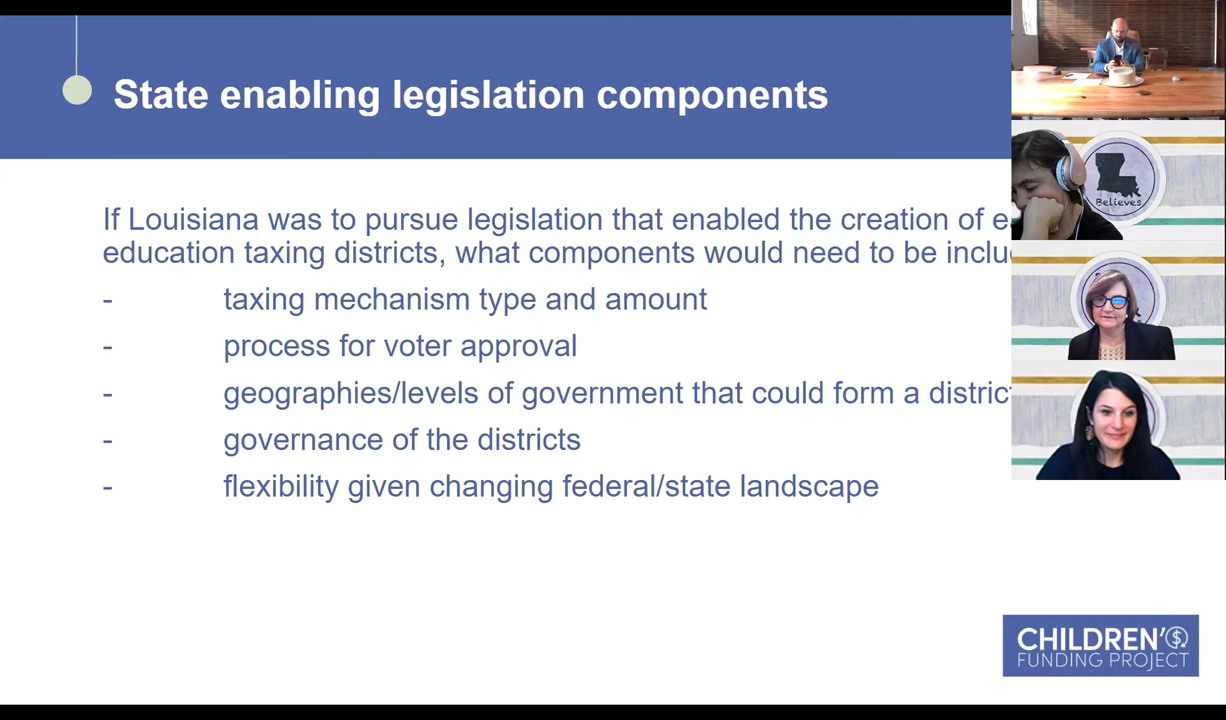 State enabling legislation components
If Louisiana was to pursue legislation that enabled the creation of
education taxing districts, what components would need to be
- taxing mechanism type and amount
- process for voter approval
- geographies/levels of government that could form a
- governance of the districts
- flexibility given changing federal/state landscape
Believes
CHILDREN'S
FUNDING PROJECT